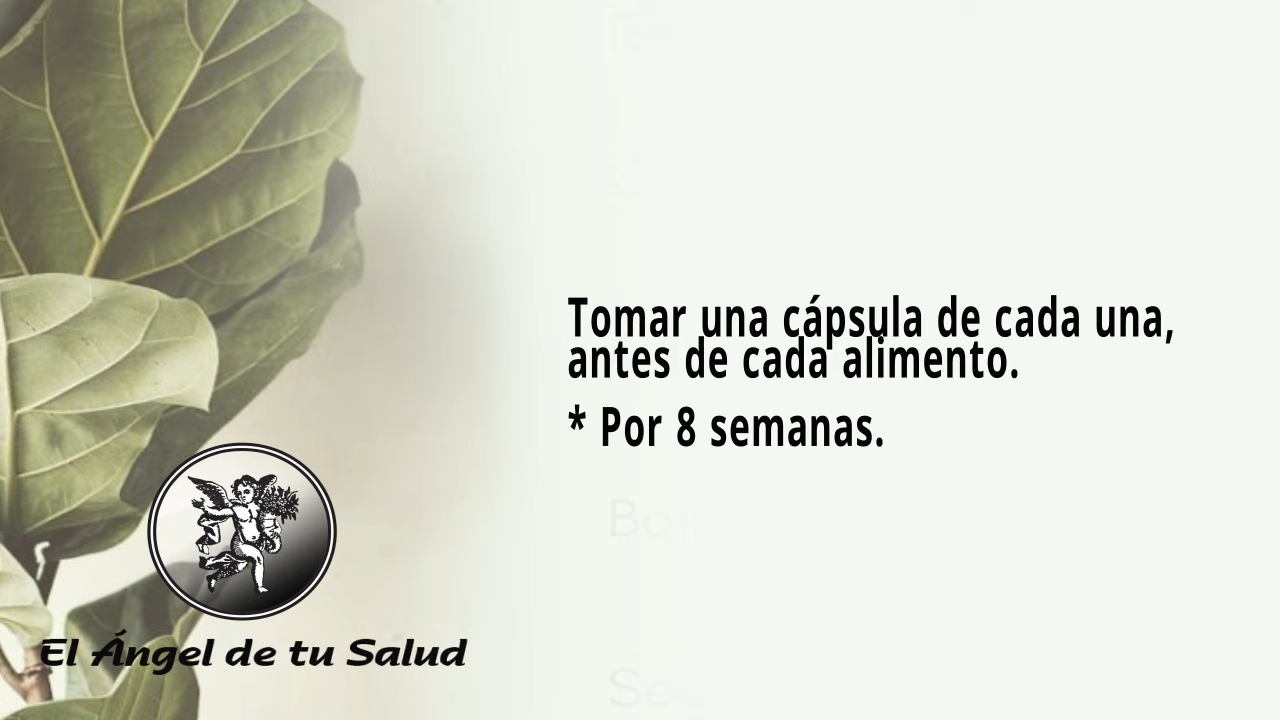 Tomar una cápsula de cada una,
antes de cada alimento.
* Por 8 semanas.
El Ángel de tu Salud